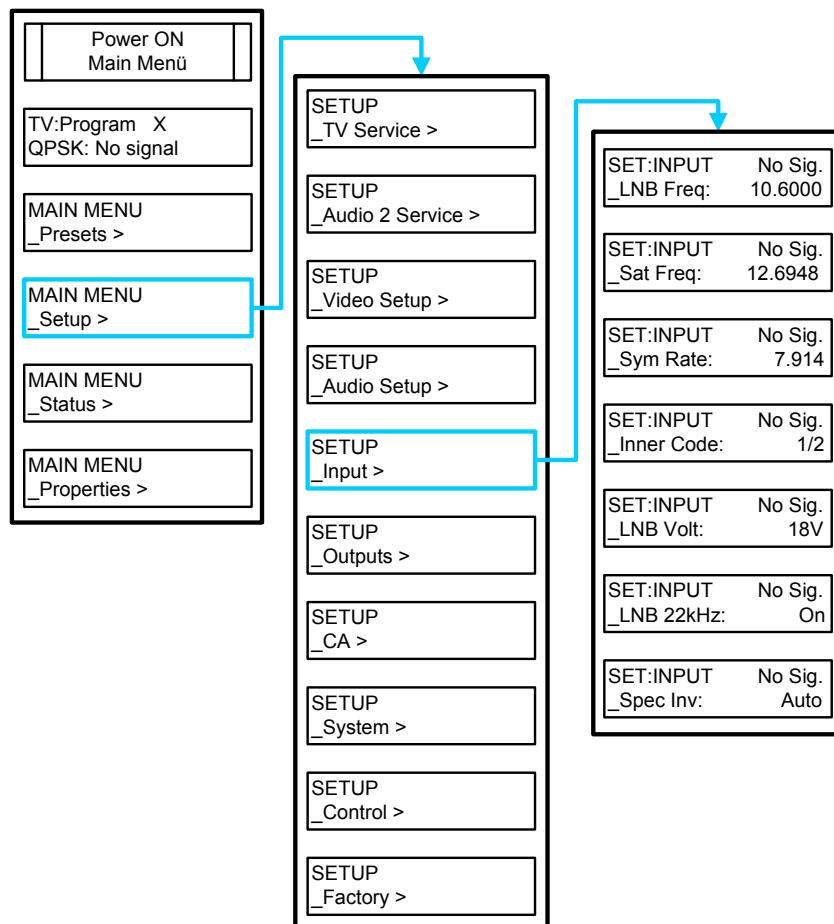 Power ON
Main Menü
TV:Program X
QPSK: No signal
MAIN MENU
_Presets >
MAIN MENU
_Setup >
MAIN MENU
_Status >
MAIN MENU
_Properties >
SETUP
_TV Service >
SETUP
_Audio 2 Service >
SETUP
_Video Setup >
SETUP
_Audio Setup >
SETUP
_Input >
SETUP
_Outputs >
SETUP
_CA >
SETUP
_System >
SETUP
_Control >
SETUP
_Factory >
SET:INPUT No Sig.
_LNB Freq: 10.6000
SET:INPUT No Sig.
_Sat Freq: 12.6948
SET:INPUT No Sig.
_Sym Rate: 7.914
SET:INPUT No Sig.
_Inner Code: 1/2
SET:INPUT No Sig.
_LNB Volt: 18V
SET:INPUT No Sig.
_LNB 22kHz: On
SET:INPUT No Sig.
_Spec Inv: Auto